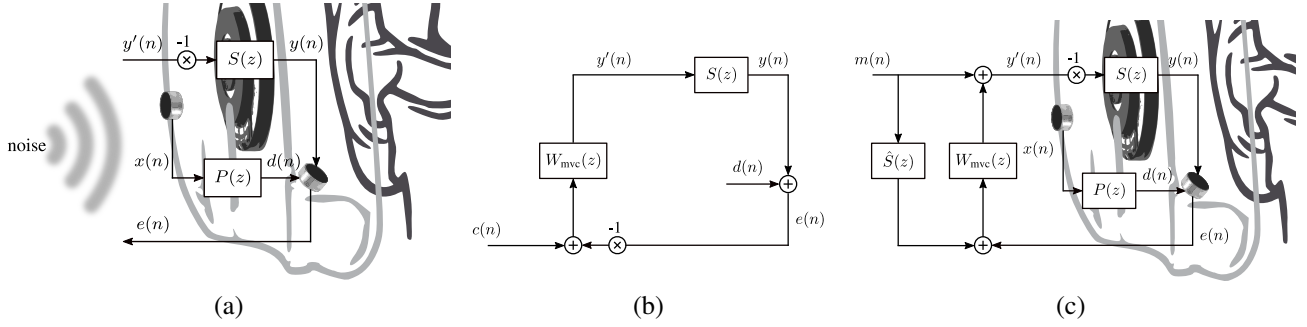 -1
y′(n)
S(z)
y(n)
noise
x(n)
P(z)
d(n)
e(n)
(a)
y′(n)
S(z)
y(n)
W_mvc(z)
d(n)
c(n)
-1
e(n)
(b)
m(n)
y′(n)
-1
S(z)
y(n)
Ŝ(z)
W_mvc(z)
x(n)
P(z)
d(n)
e(n)
(c)